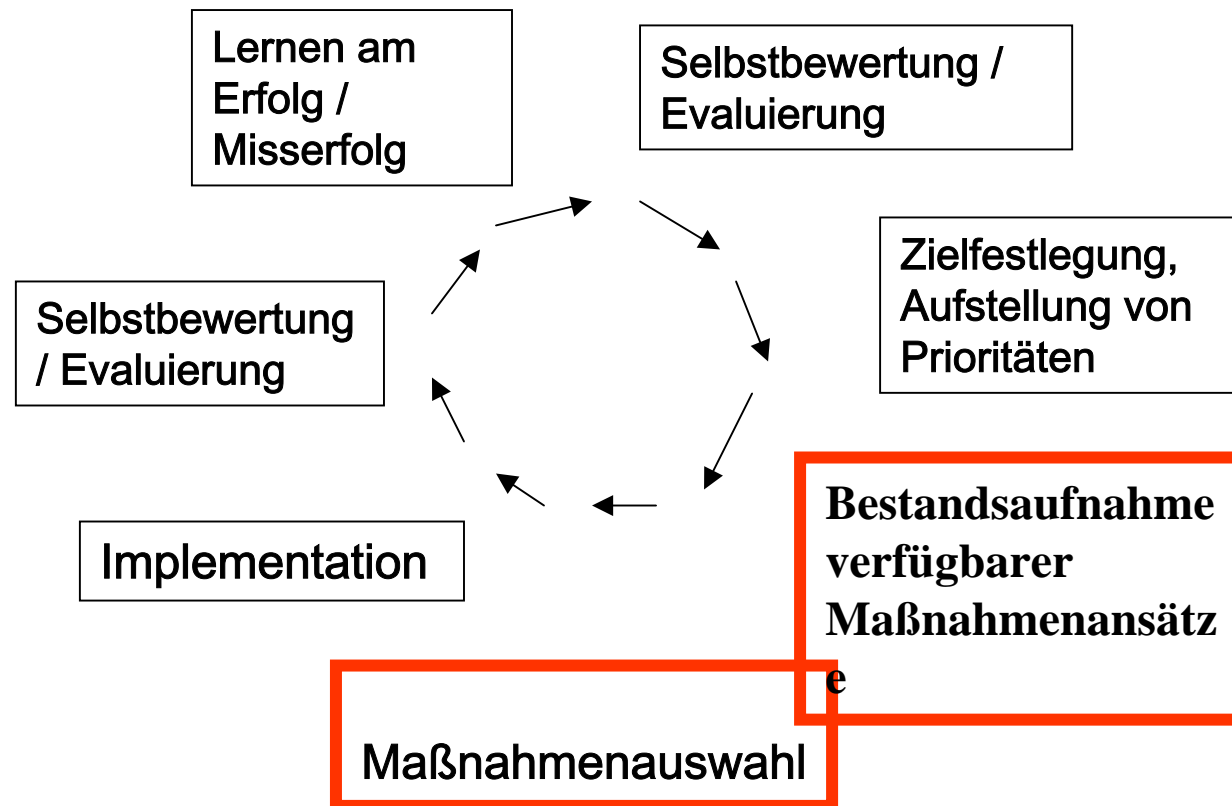 Lernen am
Erfolg /
Misserfolg
Selbstbewertung /
Evaluierung
Zielfestlegung,
Aufstellung von
Prioritäten
Bestandsaufnahme
verfügbarer
Maßnahmenansätz
e
Maßnahmenauswahl
Implementation
Selbstbewertung
/ Evaluierung